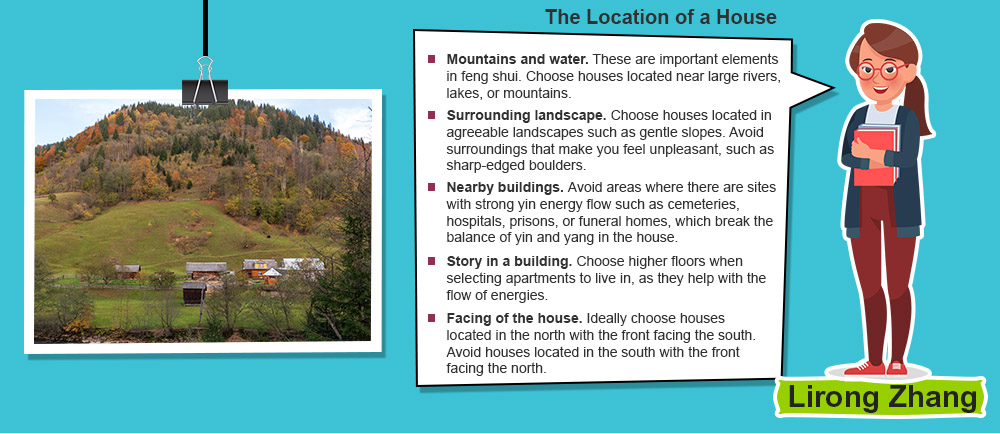 The Location of a House
Mountains and water. These are important elements
in feng shui. Choose houses located near large rivers,
lakes, or mountains.
Surrounding landscape. Choose houses located in
agreeable landscapes such as gentle slopes. Avoid
surroundings that make you feel unpleasant, such as
sharp-edged boulders.
Nearby buildings. Avoid areas where there are sites
with strong yin energy flow such as cemeteries,
hospitals, prisons, or funeral homes, which break the
balance of yin and yang in the house.
Story in a building. Choose higher floors when
selecting apartments to live in, as they help with the
flow of energies.
Facing of the house. Ideally choose houses
located in the north with the front facing the south.
Avoid houses located in the south with the front
facing the north.
Lirong Zhang